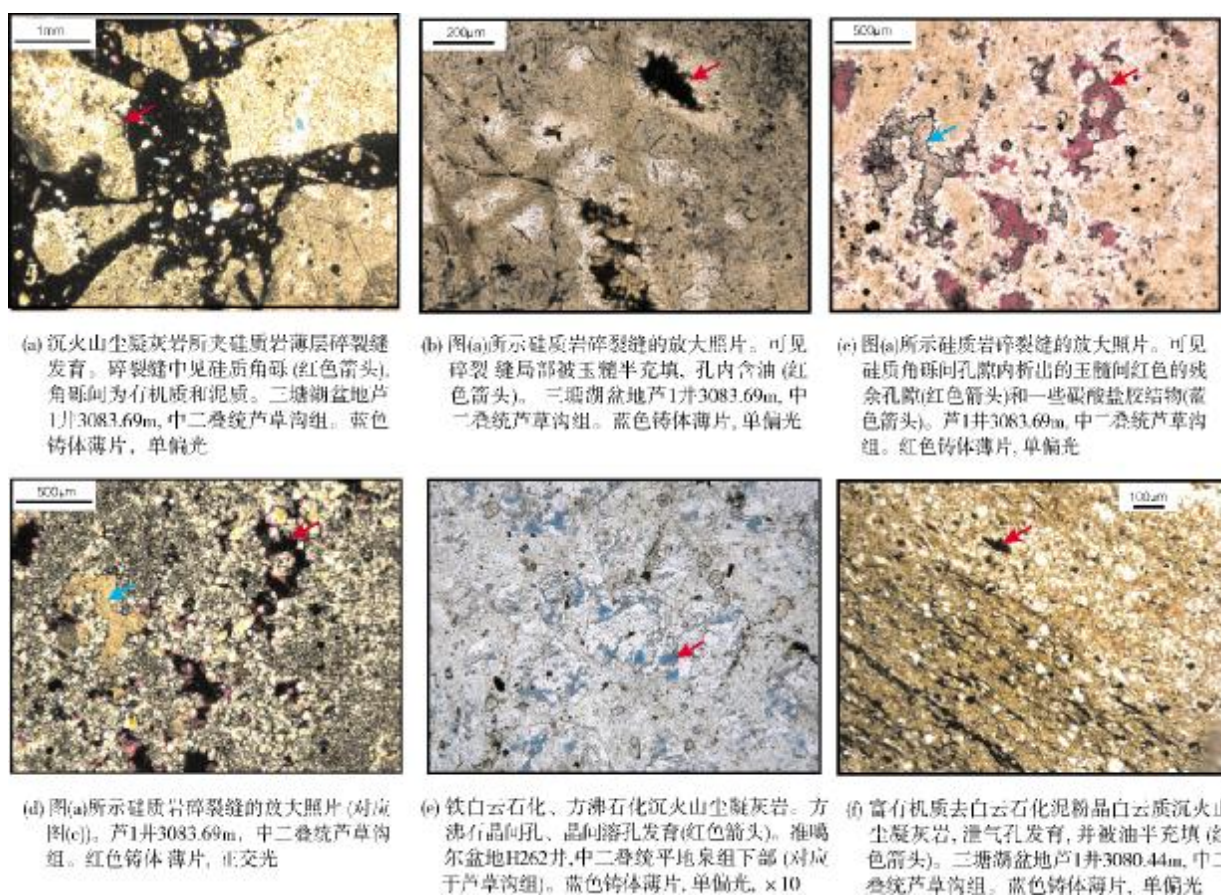 1mm
200μm
500μm
(a) 沉火山尘凝灰岩所夹硅质岩薄层碎裂缝
发育。碎裂缝中见硅质角砾(红色箭头),
角砾间为有机质和泥质。三塘湖盆地芦
1井3083.69m, 中二叠统芦草沟组。蓝色
铸体薄片，单偏光
(b) 图(a)所示硅质岩碎裂缝的放大照片。可见
碎裂 缝局部被玉髓半充填、孔内含油(红
色箭头)。 三塘湖盆地芦1井3083.69m, 中
二叠统芦草沟组。蓝色铸体薄片, 单偏光
(c) 图(a)所示硅质岩碎裂缝的放大照片。可见
硅质角砾间孔隙内析出的玉髓间红色的残
余孔隙(红色箭头)和一些碳酸盐胶结物(蓝
色箭头)。芦1井3083.69m, 中二叠统芦草沟
组。红色铸体薄片, 单偏光
500μm
100μm
(d) 图(a)所示硅质岩碎裂缝的放大照片 (对应
图(c))。芦1井3083.69m，中二叠统芦草沟
组。红色铸体 薄片, 正交光
(e) 铁白云石化、方沸石化沉火山尘凝灰岩。方
沸石晶间孔、晶间溶孔发育(红色箭头)。准噶
尔盆地H262井,中二叠统平地泉组下部 (对应
于芦草沟组)。蓝色铸体薄片, 单偏光, ×10
(f) 富有机质去白云石化泥粉晶白云质沉火山
尘凝灰岩, 泄气孔发育, 并被油半充填 (红
色箭头)。三塘湖盆地芦1井3080.44m, 中二
叠统芦草沟组。蓝色铸体薄片, 单偏光